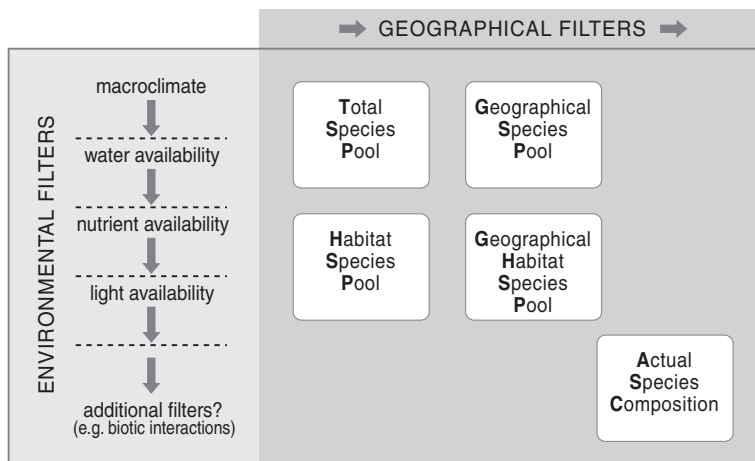 GEOGRAPHICAL FILTERS
ENVIRONMENTAL FILTERS
macroclimate
water availability
nutrient availability
light availability
additional filters?
(e.g. biotic interactions)
Total
Species
Pool
Geographical
Species
Pool
Habitat
Species
Pool
Geographical
Habitat
Species
Pool
Actual
Species
Composition